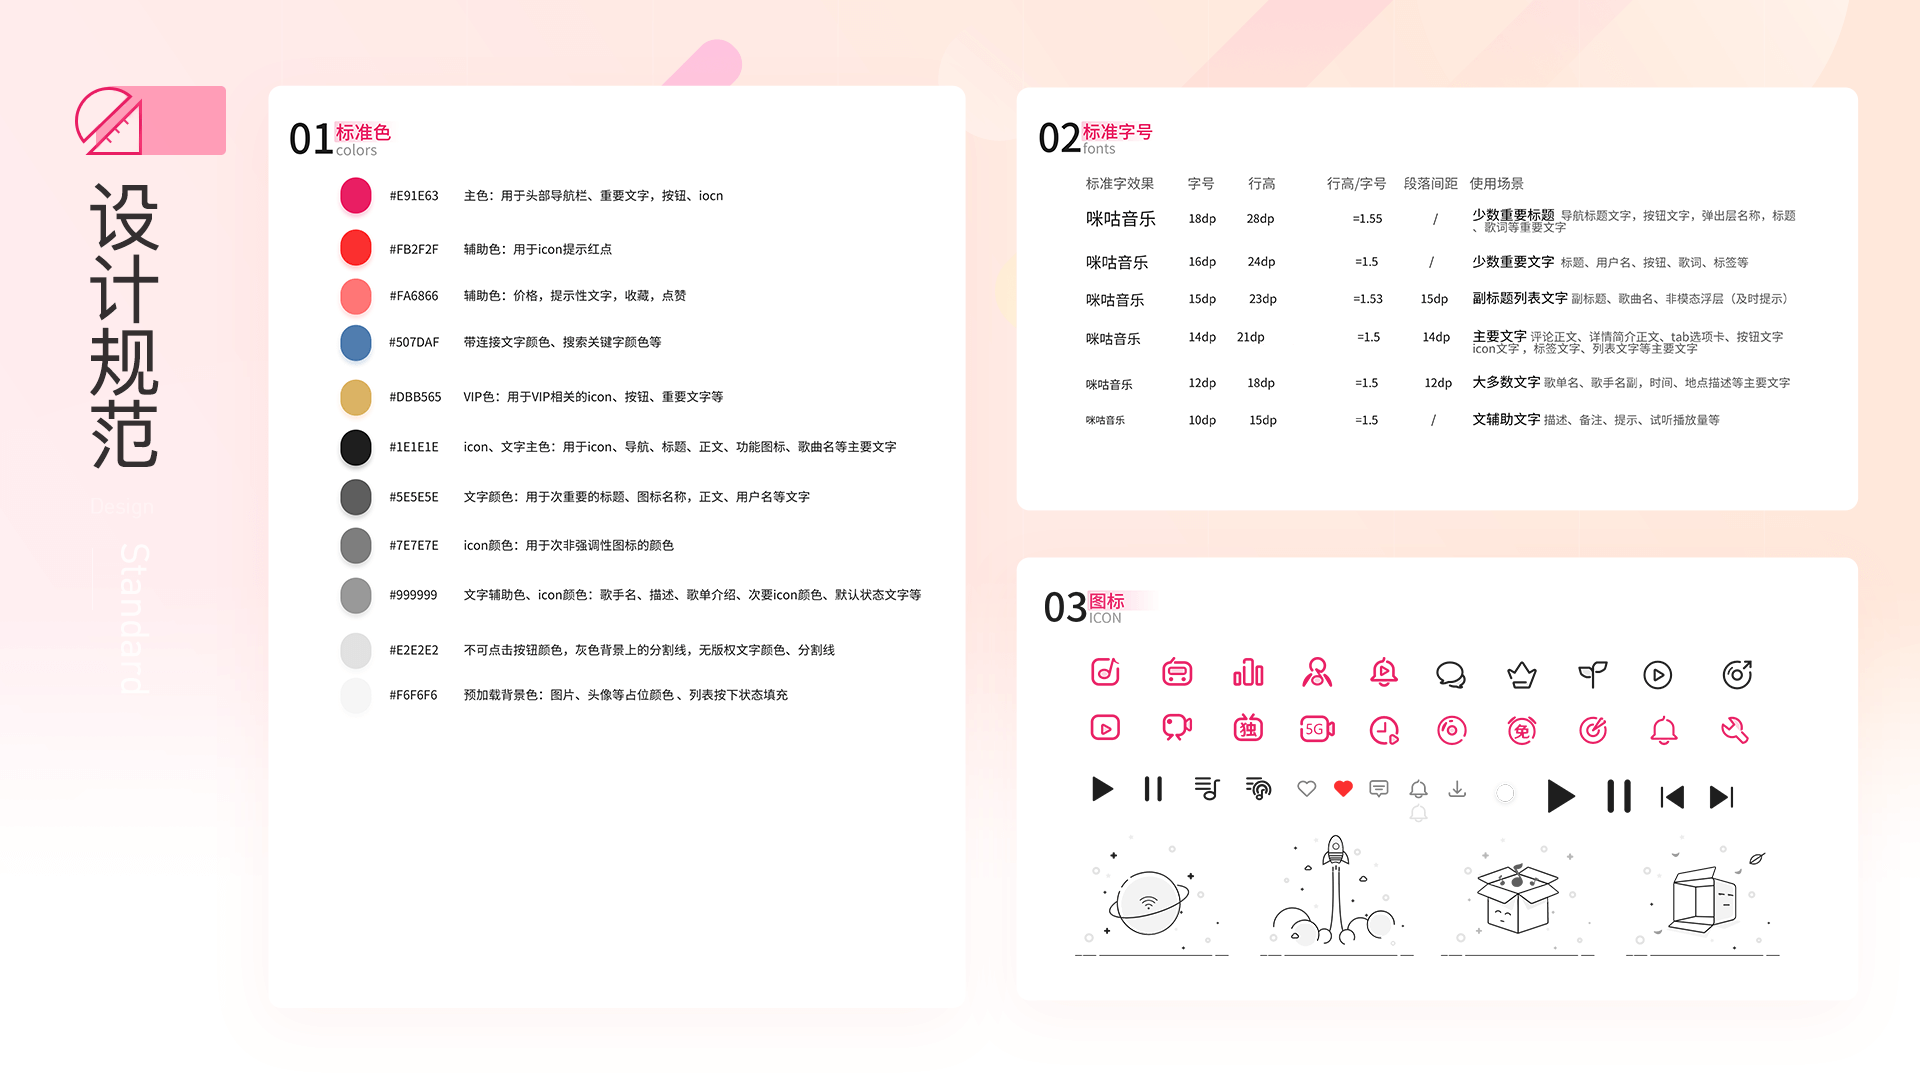 设计规范
Design
Standard
01 标准色
colors
#E91E63 主色：用于头部导航栏、重要文字，按钮、iocn
#FB2F2F 辅助色：用于icon提示红点
#FA6866 辅助色：价格，提示性文字，收藏，点赞
#507DAF 带连接文字颜色、搜索关键字颜色等
#DBB565 VIP色：用于VIP相关的icon、按钮、重要文字等
#1E1E1E icon、文字主色：用于icon、导航、标题、正文、功能图标、歌曲名等主要文字
#5E5E5E 文字颜色：用于次重要的标题、图标名称，正文、用户名等文字
#7E7E7E icon颜色：用于次非强调性图标的颜色
#999999 文字辅助色、icon颜色：歌手名、描述、歌单介绍、次要icon颜色、默认状态文字等
#E2E2E2 不可点击按钮颜色，灰色背景上的分割线，无版权文字颜色、分割线
#F6F6F6 预加载背景色：图片、头像等占位颜色 、列表按下状态填充
02 标准字号
fonts
标准字效果 字号 行高 行高/字号 段落间距 使用场景
咪咕音乐 18dp 28dp =1.55 / 少数重要标题 导航标题文字，按钮文字，弹出层名称，标题
、歌词等重要文字
咪咕音乐 16dp 24dp =1.5 / 少数重要文字 标题、用户名、按钮、歌词、标签等
咪咕音乐 15dp 23dp =1.53 15dp 副标题列表文字 副标题、歌曲名、非模态浮层（及时提示）
咪咕音乐 14dp 21dp =1.5 14dp 主要文字 评论正文、详情简介正文、tab选项卡、按钮文字
icon文字 ，标签文字、列表文字等主要文字
咪咕音乐 12dp 18dp =1.5 12dp 大多数文字 歌单名、歌手名副，时间、地点描述等主要文字
咪咕音乐 10dp 15dp =1.5 / 文辅助文字 描述、备注、提示、试听播放量等
03 图标
ICON
独 5G 免